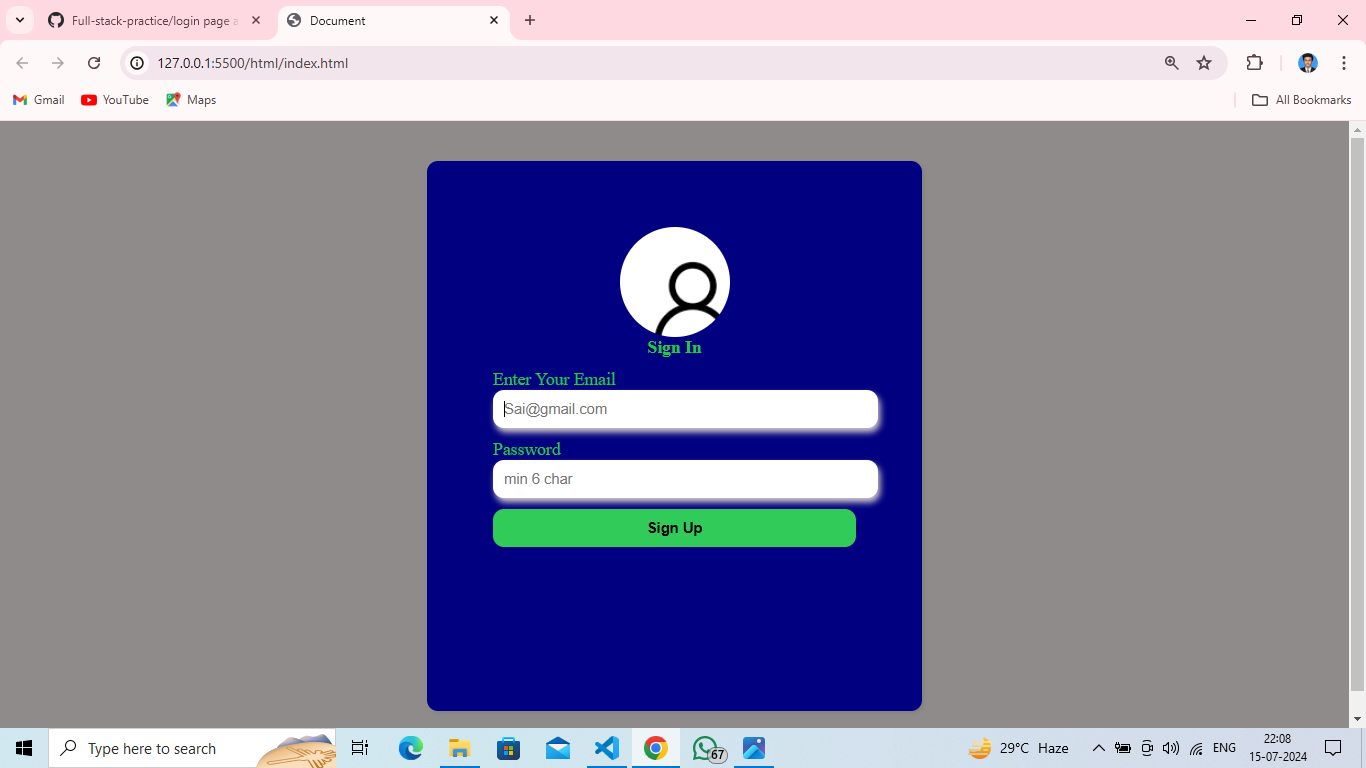 Full-stack-practice/login page a
Document
127.0.0.1:5500/html/index.html
Gmail
YouTube
Maps
All Bookmarks
Sign In
Enter Your Email
Sai@gmail.com
Password
min 6 char
Sign Up
Type here to search
67
29°C Haze
ENG
22:08
15-07-2024